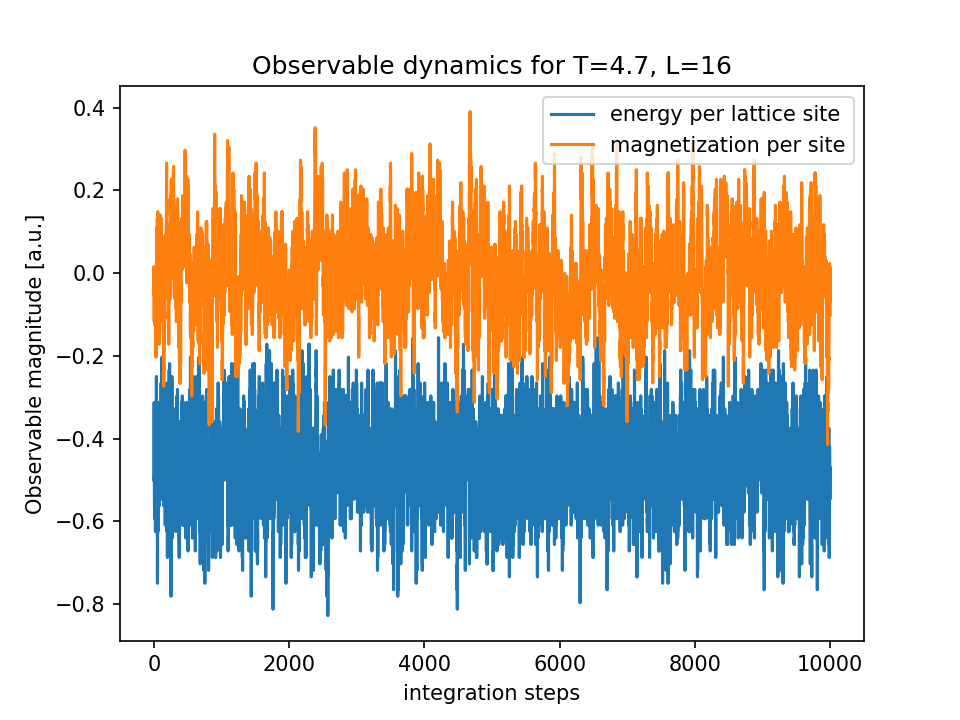 Observable dynamics for T=4.7, L=16
energy per lattice site
magnetization per site
Observable magnitude [a.u.]
0.4
0.2
0.0
−0.2
−0.4
−0.6
−0.8
0 2000 4000 6000 8000 10000
integration steps